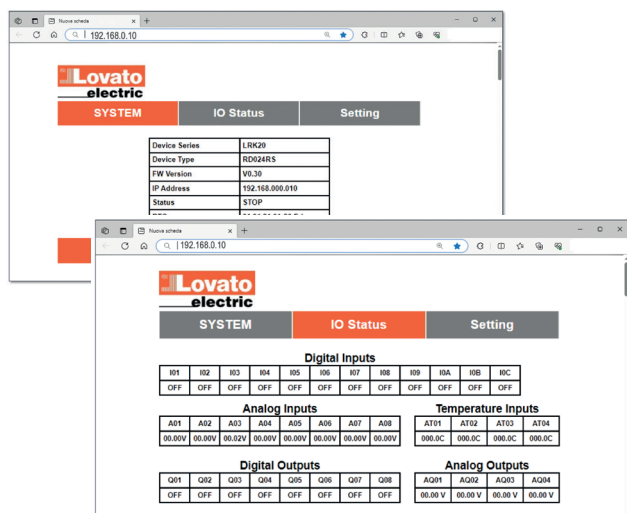 Nuova scheda
192.168.0.10
Lovato
electric
SYSTEM IO Status Setting
Device Series LRK20
Device Type RD024RS
FW Version V0.30
IP Address 192.168.000.010
Status STOP
Nuova scheda
192.168.0.10
Lovato
electric
SYSTEM IO Status Setting
Digital Inputs
I01 I02 I03 I04 I05 I06 I07 I08 I09 I0A I0B I0C
OFF OFF OFF OFF OFF OFF OFF OFF OFF OFF OFF OFF
Analog Inputs Temperature Inputs
A01 A02 A03 A04 A05 A06 A07 A08 AT01 AT02 AT03 AT04
00.00V 00.00V 00.02V 00.00V 00.00V 00.00V 00.00V 00.00V 000.0C 000.0C 000.0C 000.0C
Digital Outputs Analog Outputs
Q01 Q02 Q03 Q04 Q05 Q06 Q07 Q08 AQ01 AQ02 AQ03 AQ04
OFF OFF OFF OFF OFF OFF OFF OFF 00.00 V 00.00 V 00.00 V 00.00 V